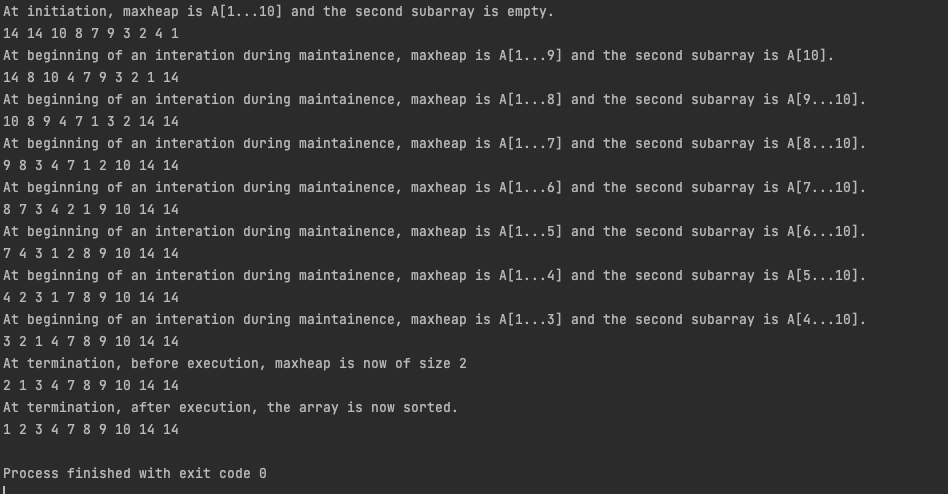 At initiation, maxheap is A[1...10] and the second subarray is empty.
14 14 10 8 7 9 3 2 4 1
At beginning of an interation during maintainence, maxheap is A[1...9] and the second subarray is A[10].
14 8 10 4 7 9 3 2 1 14
At beginning of an interation during maintainence, maxheap is A[1...8] and the second subarray is A[9...10].
10 8 9 4 7 1 3 2 14 14
At beginning of an interation during maintainence, maxheap is A[1...7] and the second subarray is A[8...10].
9 8 3 4 7 1 2 10 14 14
At beginning of an interation during maintainence, maxheap is A[1...6] and the second subarray is A[7...10].
8 7 3 4 2 1 9 10 14 14
At beginning of an interation during maintainence, maxheap is A[1...5] and the second subarray is A[6...10].
7 4 3 1 2 8 9 10 14 14
At beginning of an interation during maintainence, maxheap is A[1...4] and the second subarray is A[5...10].
4 2 3 1 7 8 9 10 14 14
At beginning of an interation during maintainence, maxheap is A[1...3] and the second subarray is A[4...10].
3 2 1 4 7 8 9 10 14 14
At termination, before execution, maxheap is now of size 2
2 1 3 4 7 8 9 10 14 14
At termination, after execution, the array is now sorted.
1 2 3 4 7 8 9 10 14 14
Process finished with exit code 0